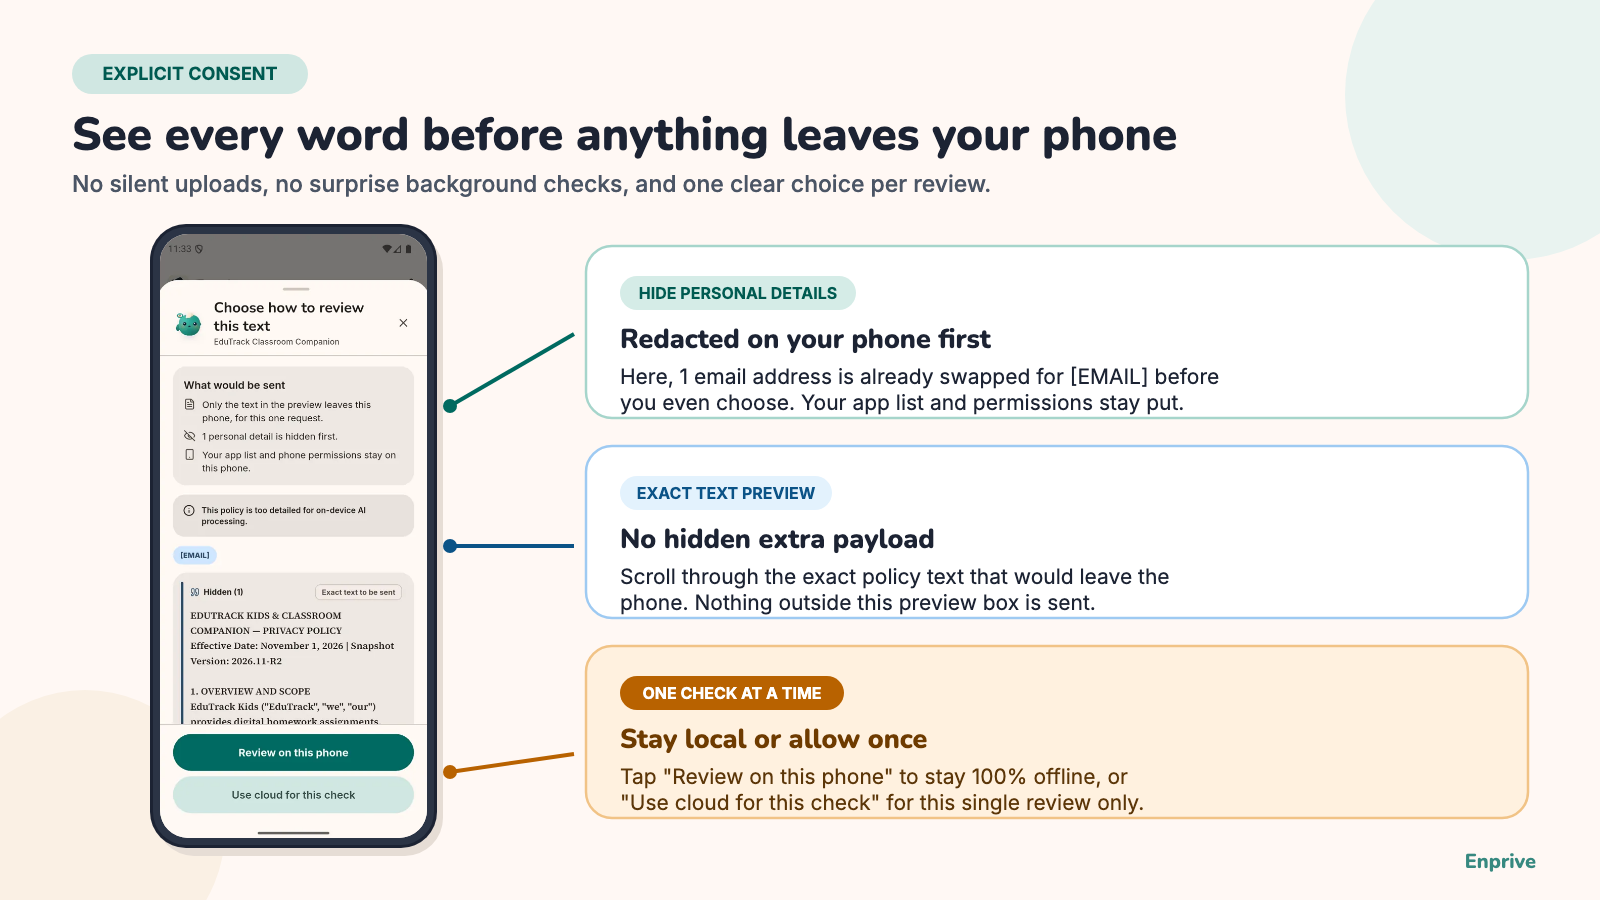 EXPLICIT CONSENT
See every word before anything leaves your phone
No silent uploads, no surprise background checks, and one clear choice per review.
11:33
Choose how to review
this text
EduTrack Classroom Companion
What would be sent
Only the text in the preview leaves this
phone, for this one request.
1 personal detail is hidden first.
Your app list and phone permissions stay on
this phone.
This policy is too detailed for on-device AI
processing.
[EMAIL]
Hidden (1)
Exact text to be sent
EDUTRACK KIDS & CLASSROOM
COMPANION — PRIVACY POLICY
Effective Date: November 1, 2026 | Snapshot
Version: 2026.11-R2
1. OVERVIEW AND SCOPE
EduTrack Kids ("EduTrack", "we", "our")
provides digital homework assignments,
Review on this phone
Use cloud for this check
HIDE PERSONAL DETAILS
Redacted on your phone first
Here, 1 email address is already swapped for [EMAIL] before
you even choose. Your app list and permissions stay put.
EXACT TEXT PREVIEW
No hidden extra payload
Scroll through the exact policy text that would leave the
phone. Nothing outside this preview box is sent.
ONE CHECK AT A TIME
Stay local or allow once
Tap "Review on this phone" to stay 100% offline, or
"Use cloud for this check" for this single review only.
Enprive